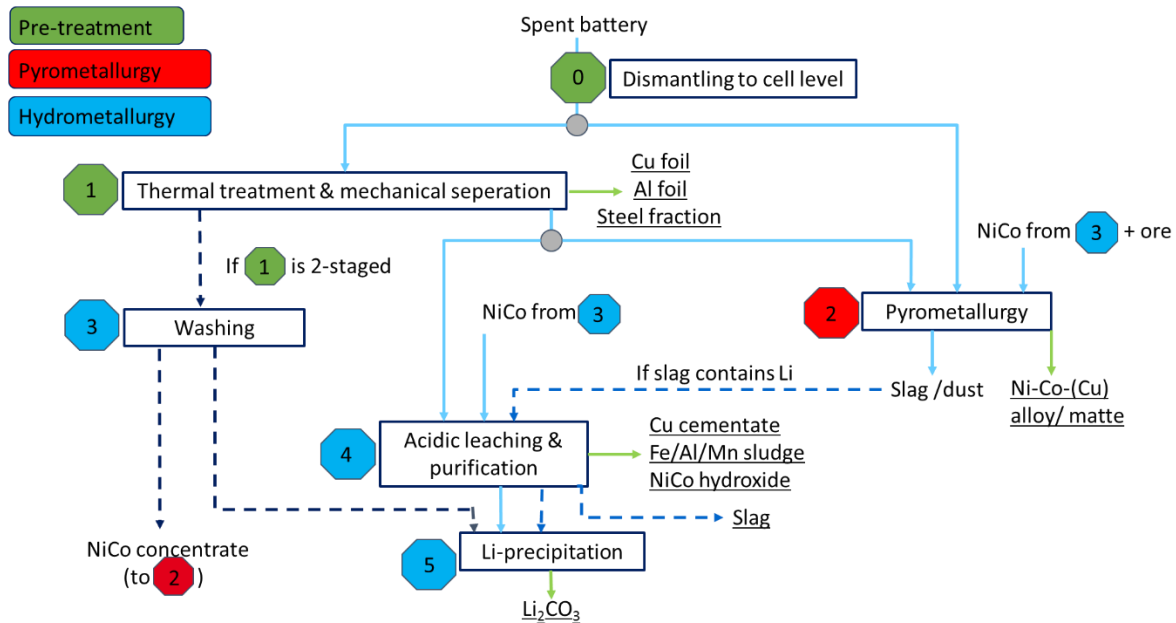 Pre-treatment
Pyrometallurgy
Hydrometallurgy
Spent battery
0
Dismantling to cell level
1
Thermal treatment & mechanical seperation
Cu foil
Al foil
Steel fraction
If 1 is 2-staged
NiCo from 3 + ore
3
Washing
NiCo from 3
2
Pyrometallurgy
If slag contains Li
Slag /dust
Ni-Co-(Cu)
alloy/ matte
4
Acidic leaching &
purification
Cu cementate
Fe/Al/Mn sludge
NiCo hydroxide
Slag
NiCo concentrate
(to 2 )
5
Li-precipitation
Li₂CO₃